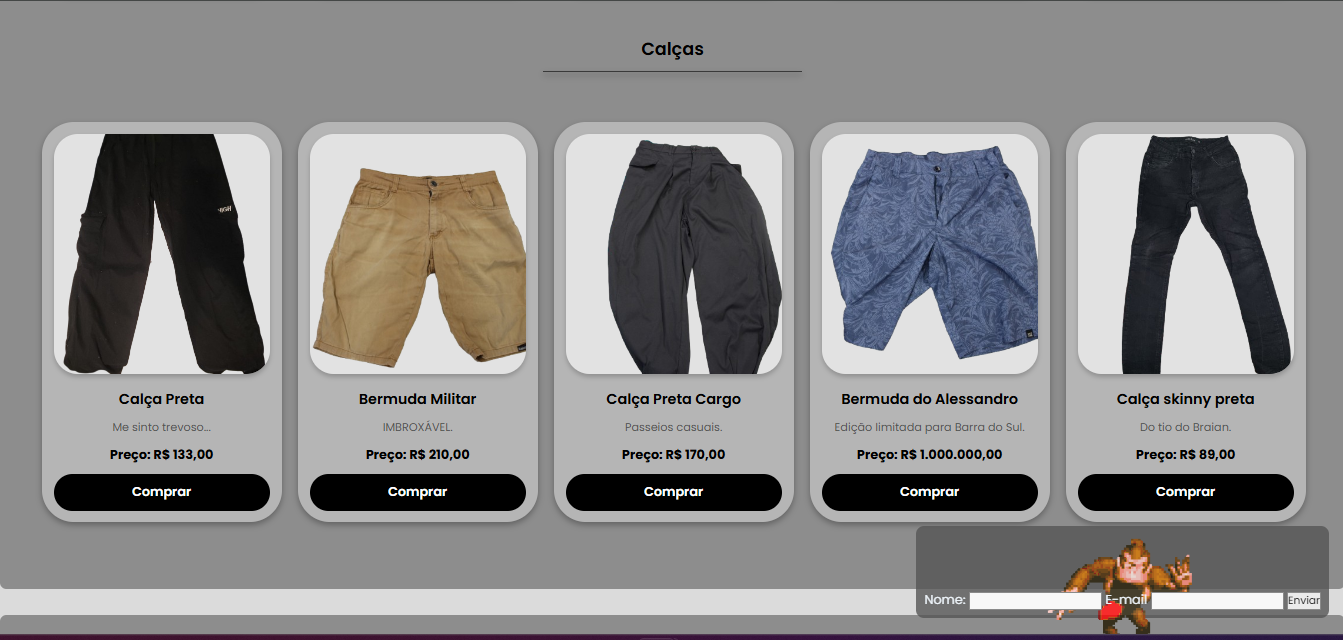 Calças
HIGH
Calça Preta
Me sinto trevoso...
Preço: R$ 133,00
Comprar
Bermuda Militar
IMBROXÁVEL.
Preço: R$ 210,00
Comprar
Calça Preta Cargo
Passeios casuais.
Preço: R$ 170,00
Comprar
Bermuda do Alessandro
Edição limitada para Barra do Sul.
Preço: R$ 1.000.000,00
Comprar
Calça skinny preta
Do tio do Braian.
Preço: R$ 89,00
Comprar
Nome: E-mail Enviar